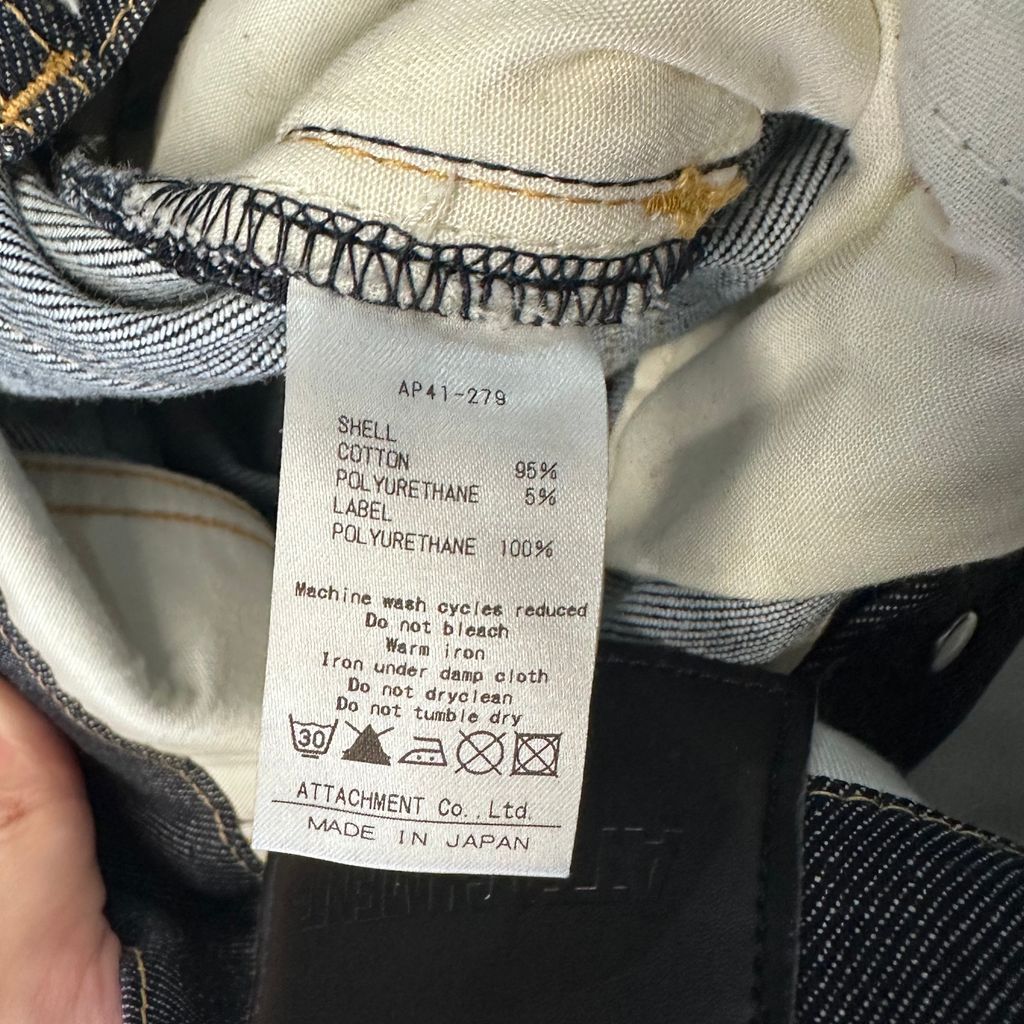 AP41-279
SHELL
COTTON 95%
POLYURETHANE 5%
LABEL
POLYURETHANE 100%
Machine wash cycles reduced
Do not bleach
Warm iron
Iron under damp cloth
Do not dryclean
Do not tumble dry
30
ATTACHMENT Co.,Ltd.
MADE IN JAPAN